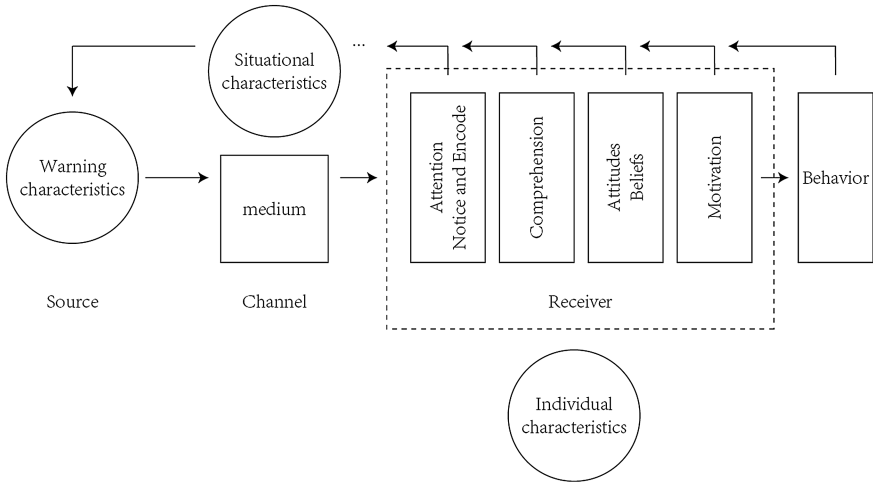 Situational
characteristics
...
Warning
characteristics
medium
Attention
Notice and Encode
Comprehension
Attitudes
Beliefs
Motivation
Behavior
Source
Channel
Receiver
Individual
characteristics